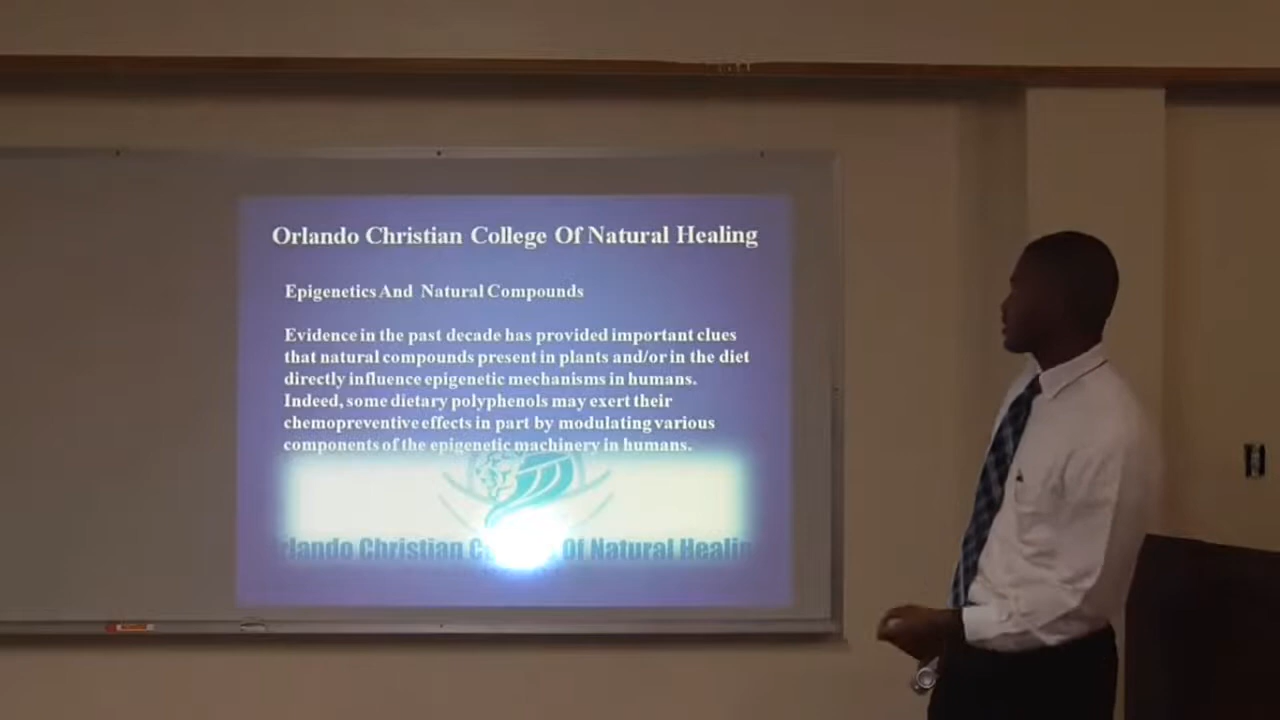 Orlando Christian College Of Natural Healing
Epigenetics And Natural Compounds
Evidence in the past decade has provided important clues
that natural compounds present in plants and/or in the diet
directly influence epigenetic mechanisms in humans.
Indeed, some dietary polyphenols may exert their
chemopreventive effects in part by modulating various
components of the epigenetic machinery in humans.
Christian Of Natural